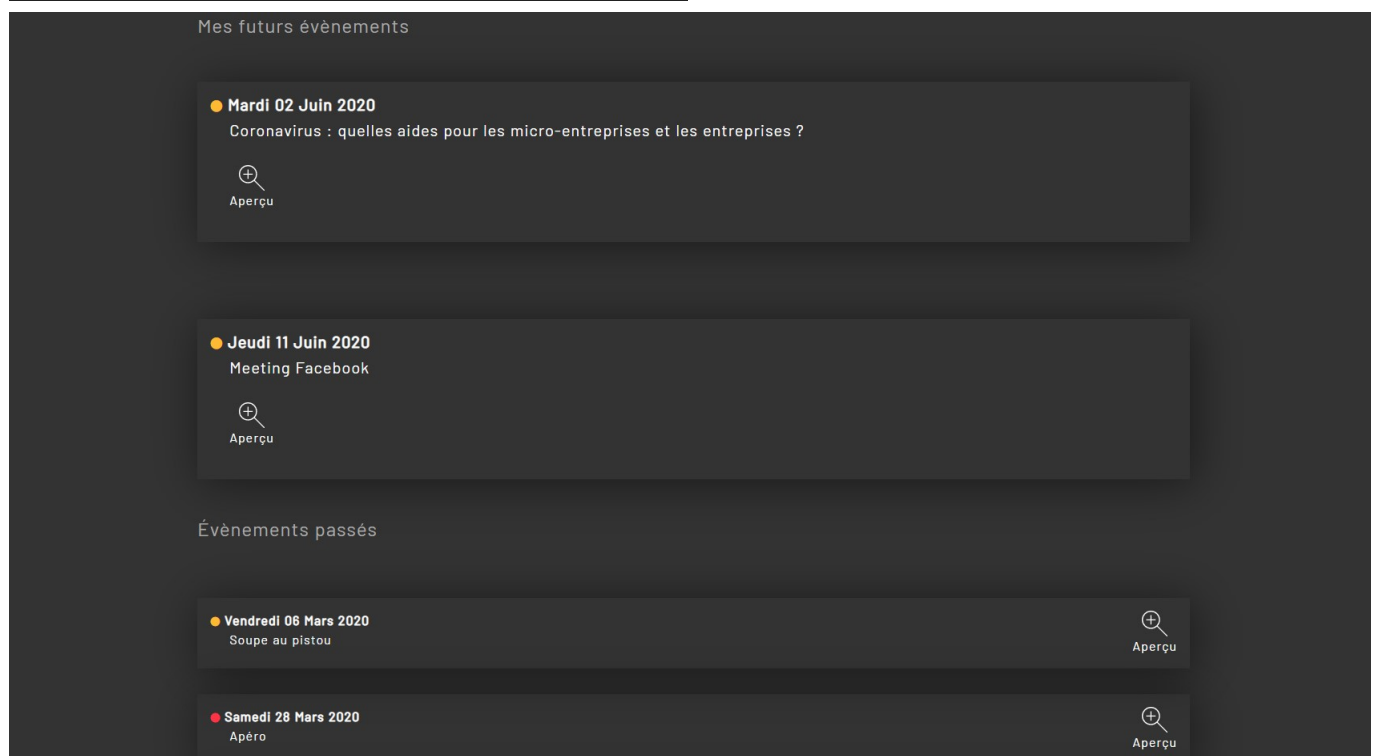 Mes futurs évènements
Mardi 02 Juin 2020
Coronavirus : quelles aides pour les micro-entreprises et les entreprises ?
Aperçu
Jeudi 11 Juin 2020
Meeting Facebook
Aperçu
Évènements passés
Vendredi 06 Mars 2020
Soupe au pistou
Aperçu
Samedi 28 Mars 2020
Apéro
Aperçu